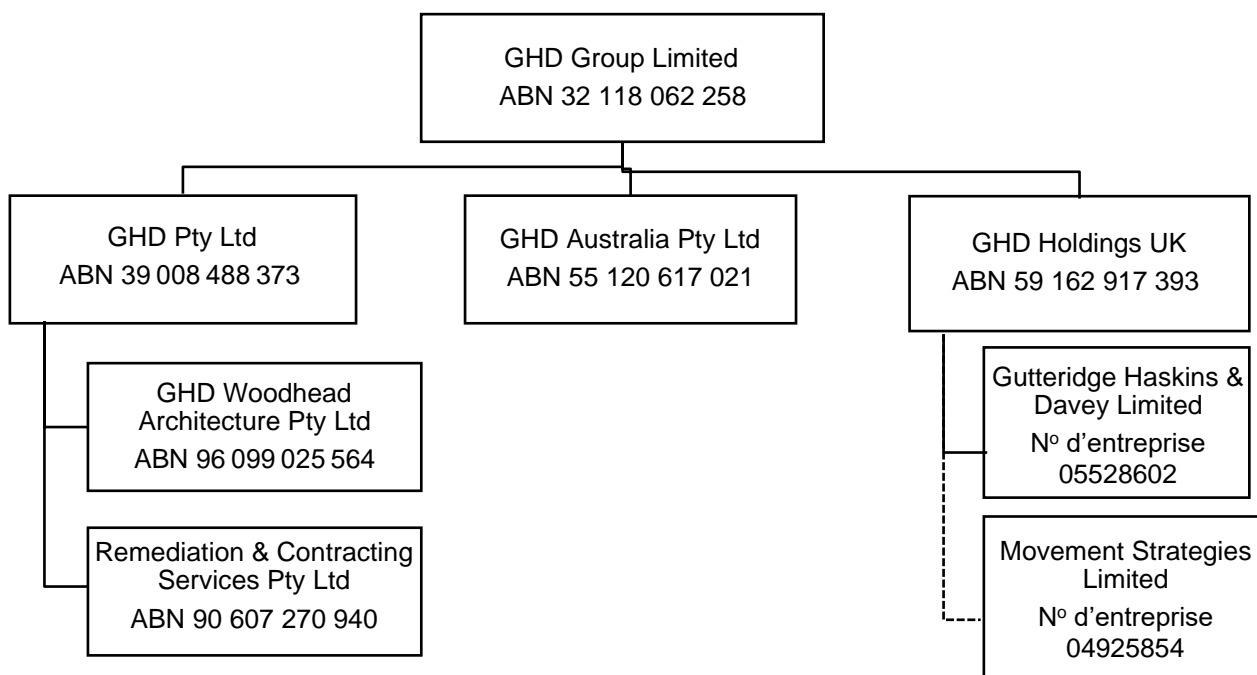 GHD Group Limited
ABN 32 118 062 258
GHD Pty Ltd
ABN 39 008 488 373
GHD Australia Pty Ltd
ABN 55 120 617 021
GHD Holdings UK
ABN 59 162 917 393
GHD Woodhead
Architecture Pty Ltd
ABN 96 099 025 564
Remediation & Contracting
Services Pty Ltd
ABN 90 607 270 940
Gutteridge Haskins &
Davey Limited
Nº d’entreprise
05528602
Movement Strategies
Limited
Nº d’entreprise
04925854